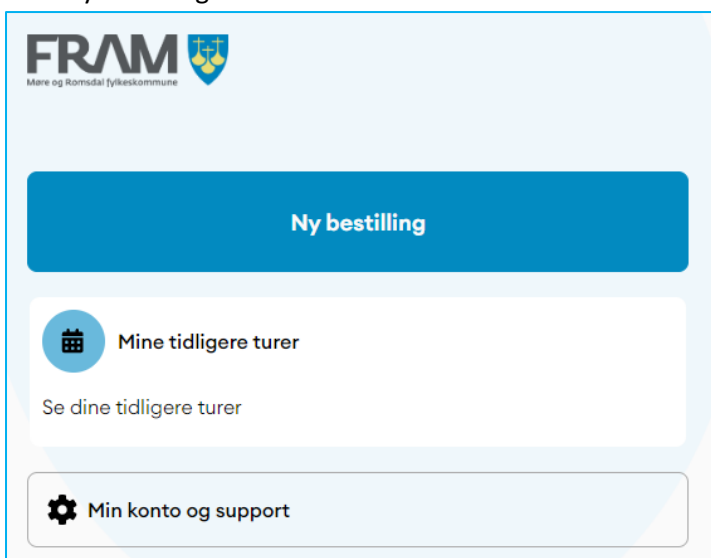 FRAM
Møre og Romsdal fylkeskommune
Ny bestilling
Mine tidligere turer
Se dine tidligere turer
Min konto og support